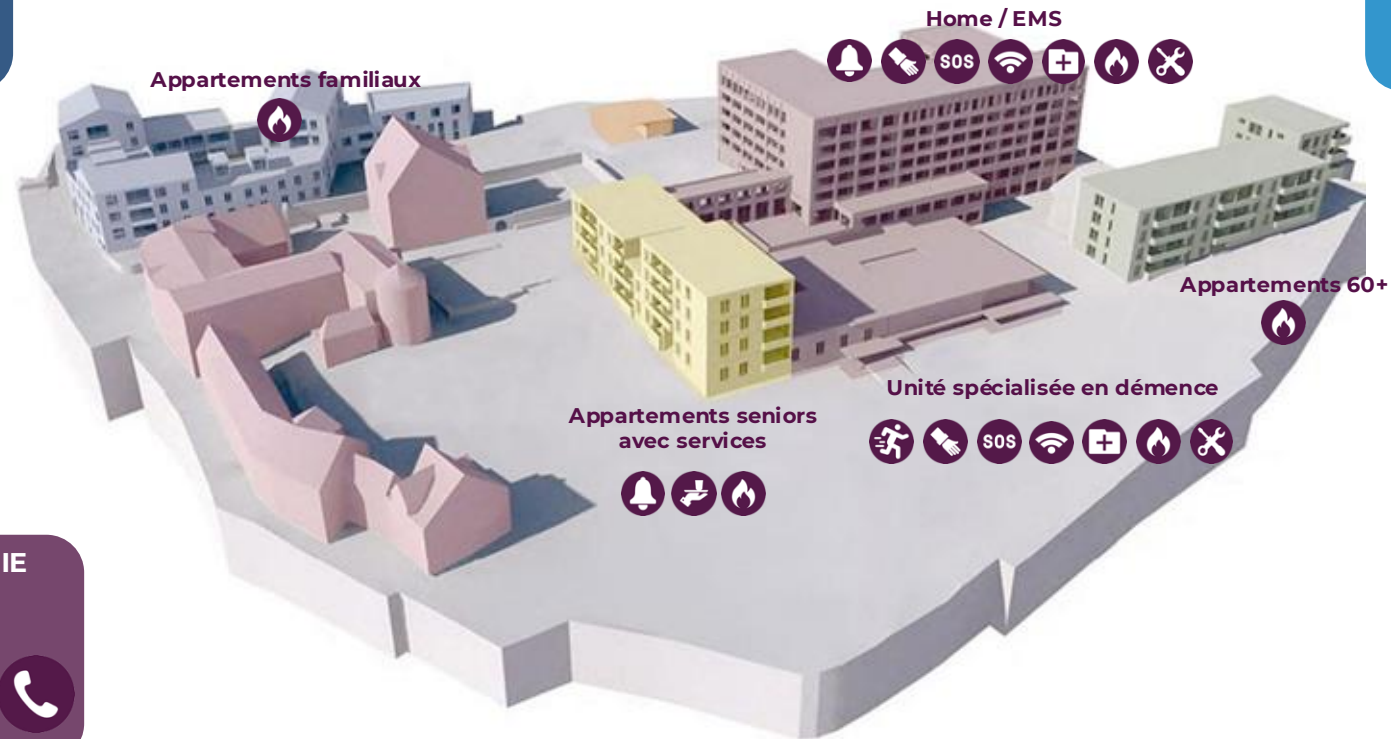 Home / EMS
SOS
Appartements familiaux
Appartements 60+
Unité spécialisée en démence
SOS
Appartements seniors
avec services
IE